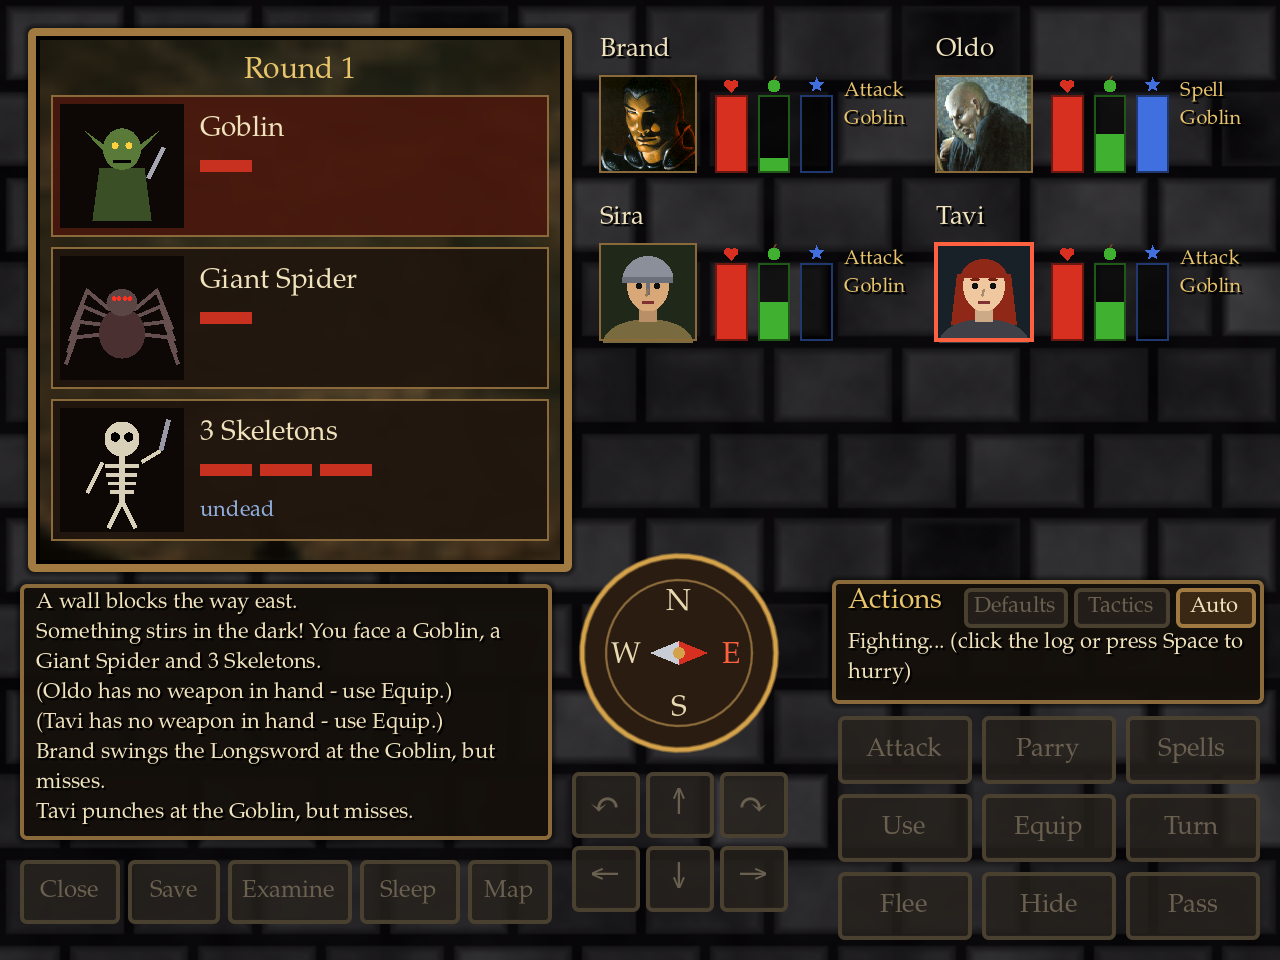 Round 1
Goblin
Giant Spider
3 Skeletons
undead
Brand
Attack
Goblin
Oldo
Spell
Goblin
Sira
Attack
Goblin
Tavi
Attack
Goblin
A wall blocks the way east.
Something stirs in the dark! You face a Goblin, a
Giant Spider and 3 Skeletons.
(Oldo has no weapon in hand - use Equip.)
(Tavi has no weapon in hand - use Equip.)
Brand swings the Longsword at the Goblin, but
misses.
Tavi punches at the Goblin, but misses.
Close Save Examine Sleep Map
N
W E
S
Actions Defaults Tactics Auto
Fighting... (click the log or press Space to
hurry)
Attack Parry Spells
Use Equip Turn
Flee Hide Pass